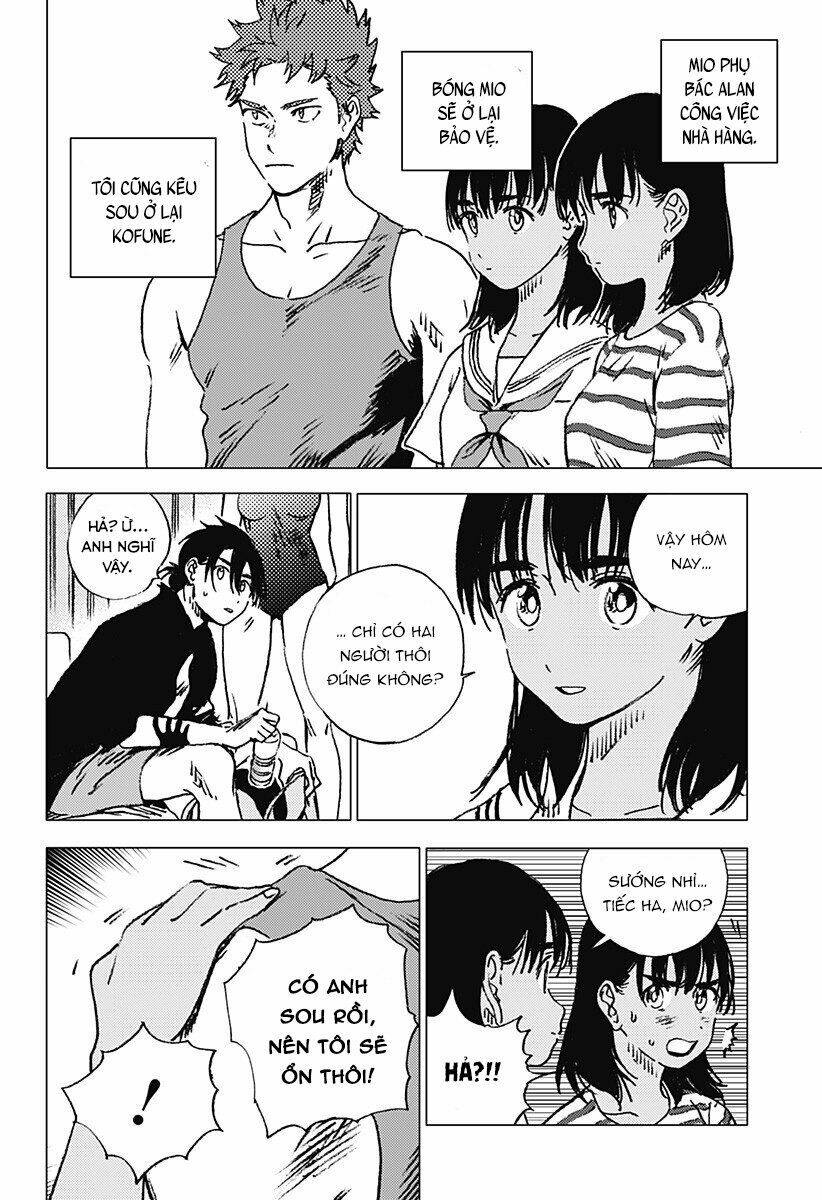 MIO PHỤ
BÁC ALAN
CÔNG VIỆC
NHÀ HÀNG.
BÓNG MIO
SẼ Ở LẠI
BẢO VỆ.
TÔI CŨNG KÊU
SOU Ở LẠI
KOFUNE.
VẬY HÔM
NAY...
... CHỈ CÓ HAI
NGƯỜI THÔI
ĐÚNG KHÔNG?
HẢ? Ừ...
ANH NGHĨ
VẬY.
SƯỚNG NHỈ...
TIẾC HA, MIO?
HẢ?!!
CÓ ANH
SOU RỒI,
NÊN TÔI SẼ
ỔN THÔI!
!